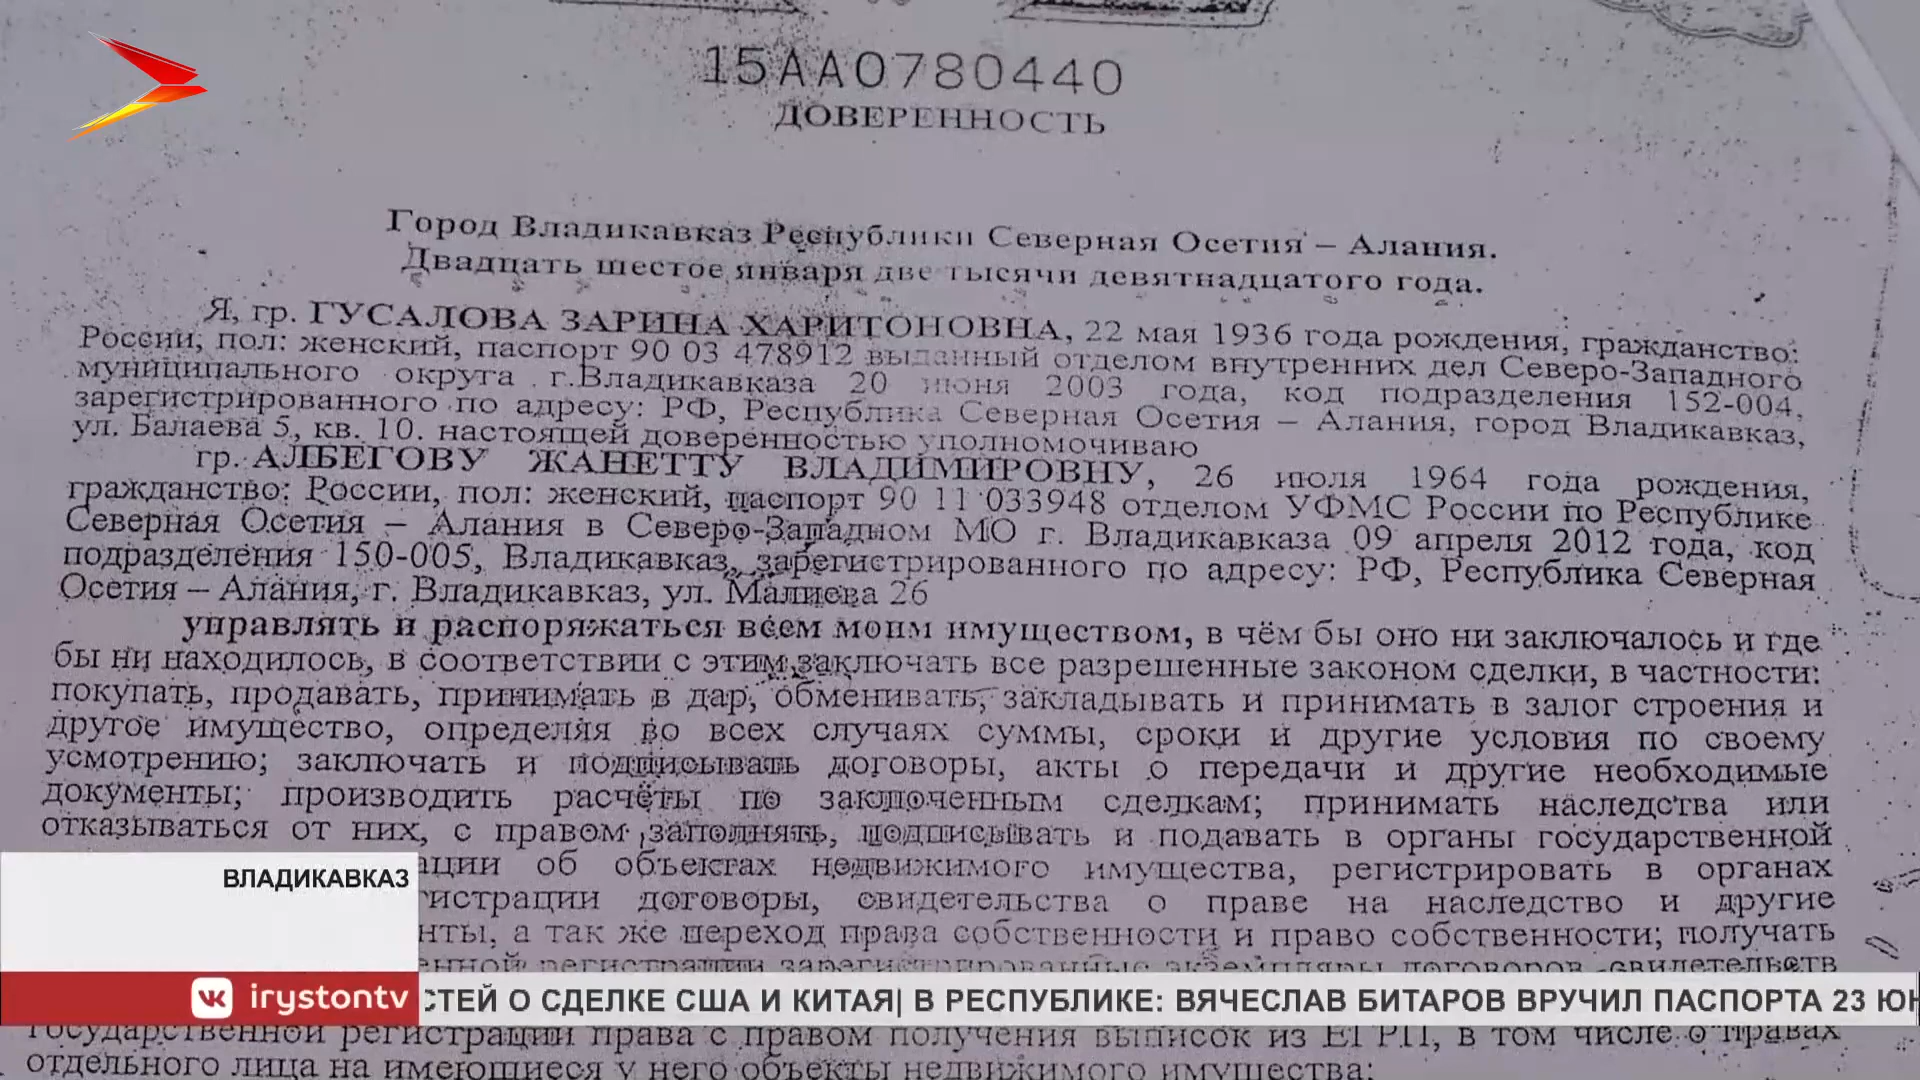 15АА0780440
ДОВЕРЕННОСТЬ
Город Владикавказ Республики Северная Осетия – Алания.
Двадцать шестое января две тысячи девятнадцатого года.
Я, гр. ГУСАЛОВА ЗАРИНА ХАРИТОНОВНА, 22 мая 1936 года рождения, гражданство:
России, пол: женский, паспорт 90 03 478912 выданный отделом внутренних дел Северо-Западного
муниципального округа г.Владикавказа 20 июня 2003 года, код подразделения 152-004,
зарегистрированного по адресу: РФ, Республика Северная Осетия – Алания, город Владикавказ,
ул. Балаева 5, кв. 10. настоящей доверенностью уполномочиваю
гр. АЛБЕГОВУ ЖАНЕТТУ ВЛАДИМИРОВНУ, 26 июля 1964 года рождения,
гражданство: России, пол: женский, паспорт 90 11 033948 отделом УФМС России по Республике
Северная Осетия – Алания в Северо-Западном МО г. Владикавказа 09 апреля 2012 года, код
подразделения 150-005, Владикавказ, зарегистрированного по адресу: РФ, Республика Северная
Осетия – Алания, г. Владикавказ, ул. Малиева 26
управлять и распоряжаться всем моим имуществом, в чём бы оно ни заключалось и где
бы ни находилось, в соответствии с этим заключать все разрешенные законом сделки, в частности:
покупать, продавать, принимать в дар, обменивать, закладывать и принимать в залог строения и
другое имущество, определяя во всех случаях суммы, сроки и другие условия по своему
усмотрению; заключать и подписывать договоры, акты о передачи и другие необходимые
документы; производить расчёты по заключенным сделкам; принимать наследства или
отказываться от них, с правом заполнять, подписывать и подавать в органы государственной
ации об объектах недвижимого имущества, регистрировать в органах
гистрации договоры, свидетельства о праве на наследство и другие
нты, а так же переход права собственности и право собственности; получать
енной регистрации зарегистрированные экземпляры договоров, свидетельств
государственной регистрации права с правом получения выписок из ЕГРП, в том числе о правах
отдельного лица на имеющиеся у него объекты недвижимого имущества;
ВЛАДИКАВКАЗ
irystontv
СТЕЙ О СДЕЛКЕ США И КИТАЯ| В РЕСПУБЛИКЕ: ВЯЧЕСЛАВ БИТАРОВ ВРУЧИЛ ПАСПОРТА 23 ЮН